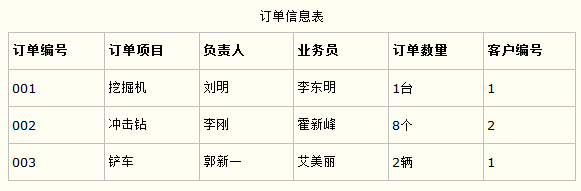 订单信息表
订单编号 订单项目 负责人 业务员 订单数量 客户编号
001 挖掘机 刘明 李东明 1台 1
002 冲击钻 李刚 霍新峰 8个 2
003 铲车 郭新一 艾美丽 2辆 1